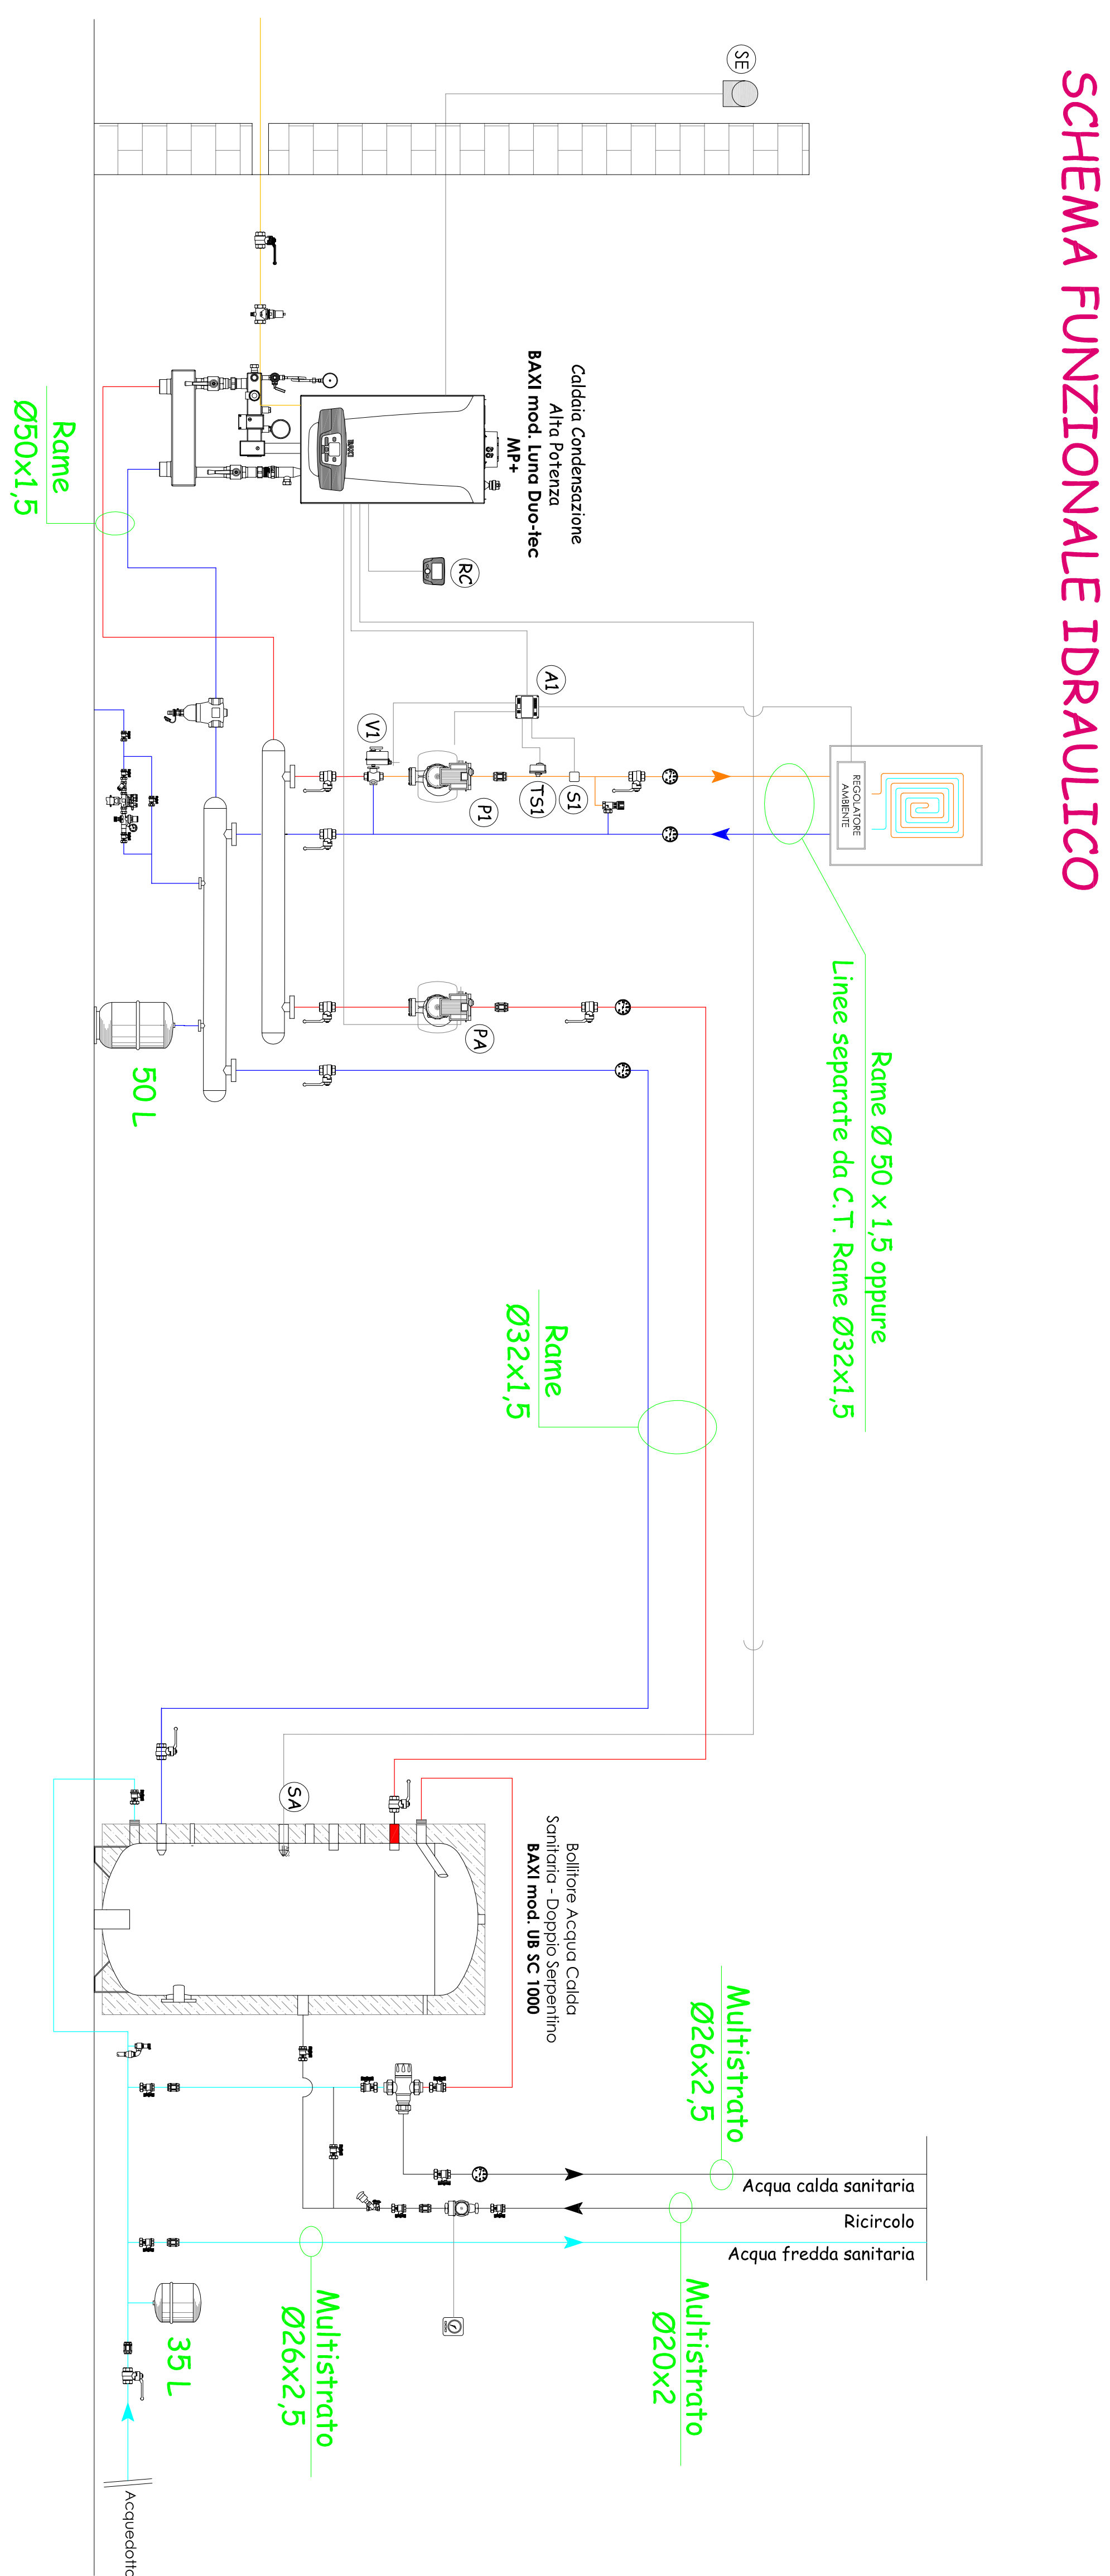 SCHEMA FUNZIONALE IDRAULICO
SE
Caldaia Condensazione
Alta Potenza
BAXI mod. Luna Duo-tec
MP+
RC
Rame
Ø50x1,5
A1
V1
P1
TS1
S1
REGOLATORE
AMBIENTE
PA
50 L
Rame Ø 50 x 1,5 oppure
Linee separate da C.T. Rame Ø32x1,5
Rame
Ø32x1,5
SA
Bollitore Acqua Calda
Sanitaria - Doppio Serpentino
BAXI mod. UB SC 1000
Multistrato
Ø26x2,5
Acqua calda sanitaria
Ricircolo
Acqua fredda sanitaria
Multistrato
Ø20x2
Multistrato
Ø26x2,5
35 L
Acquedotto